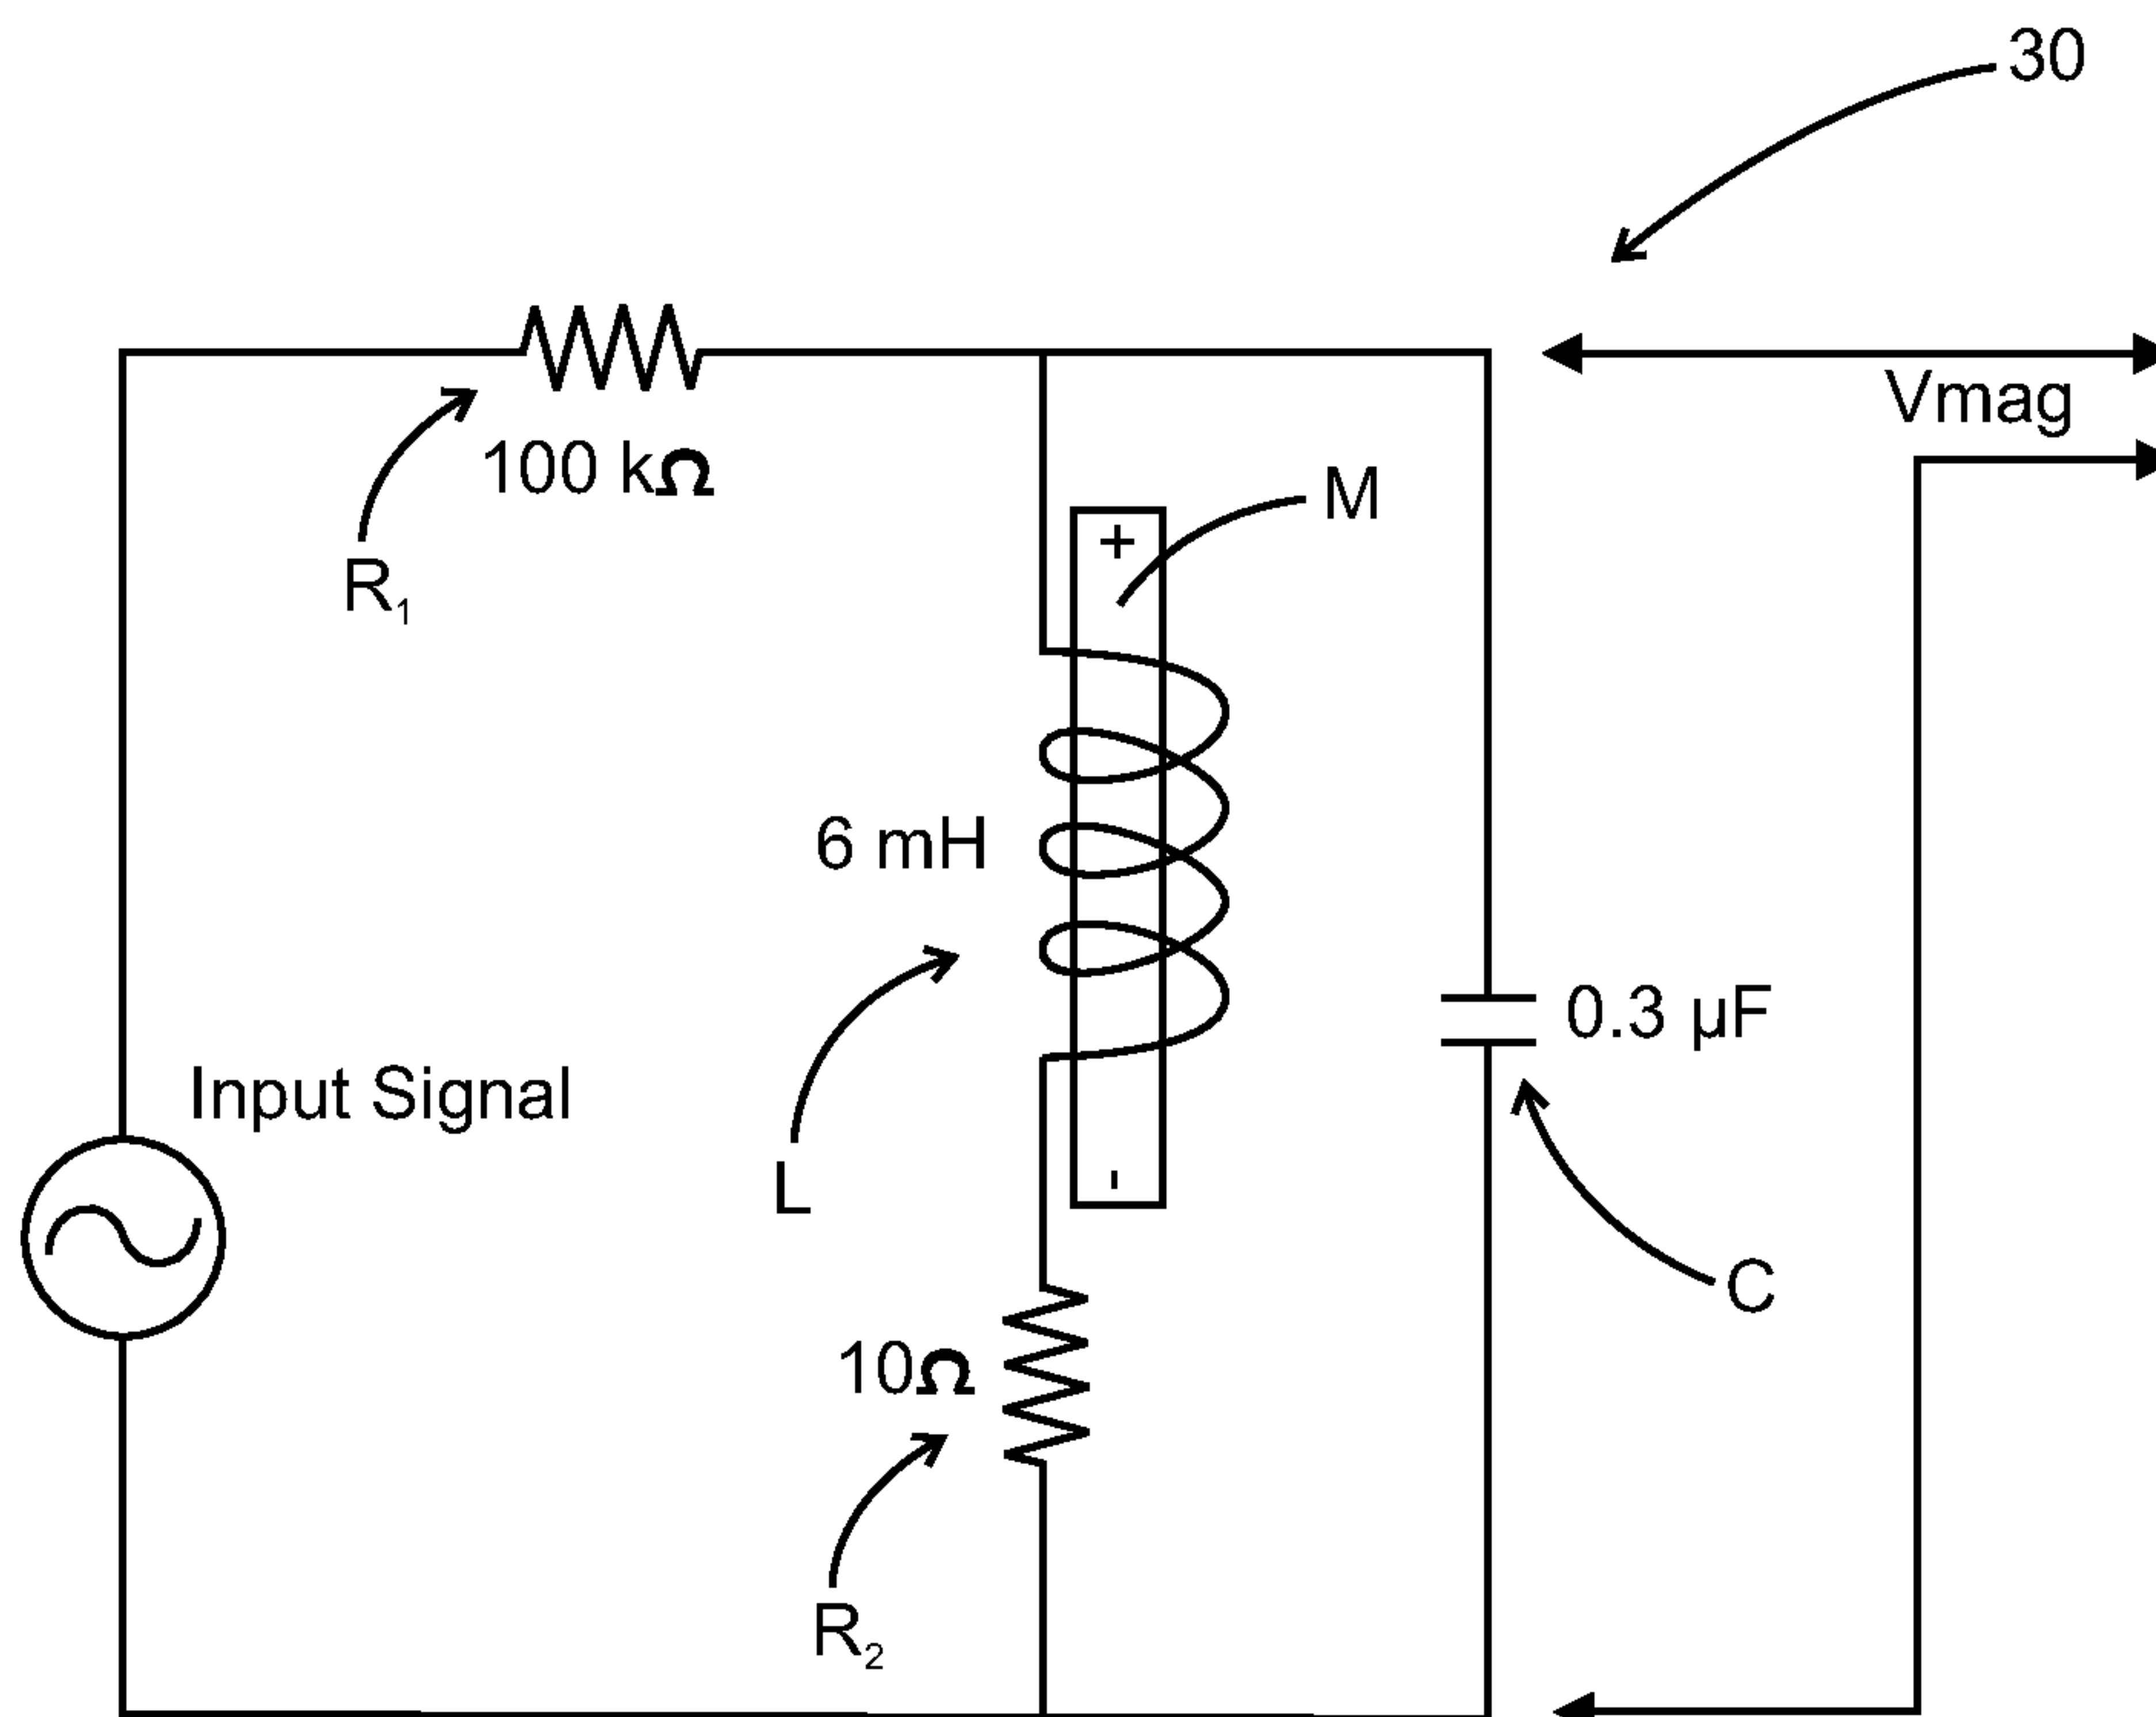 30
Vmag
100 kΩ
M
+
R₁
6 mH
0.3 µF
Input Signal
L
-
C
10Ω
R₂